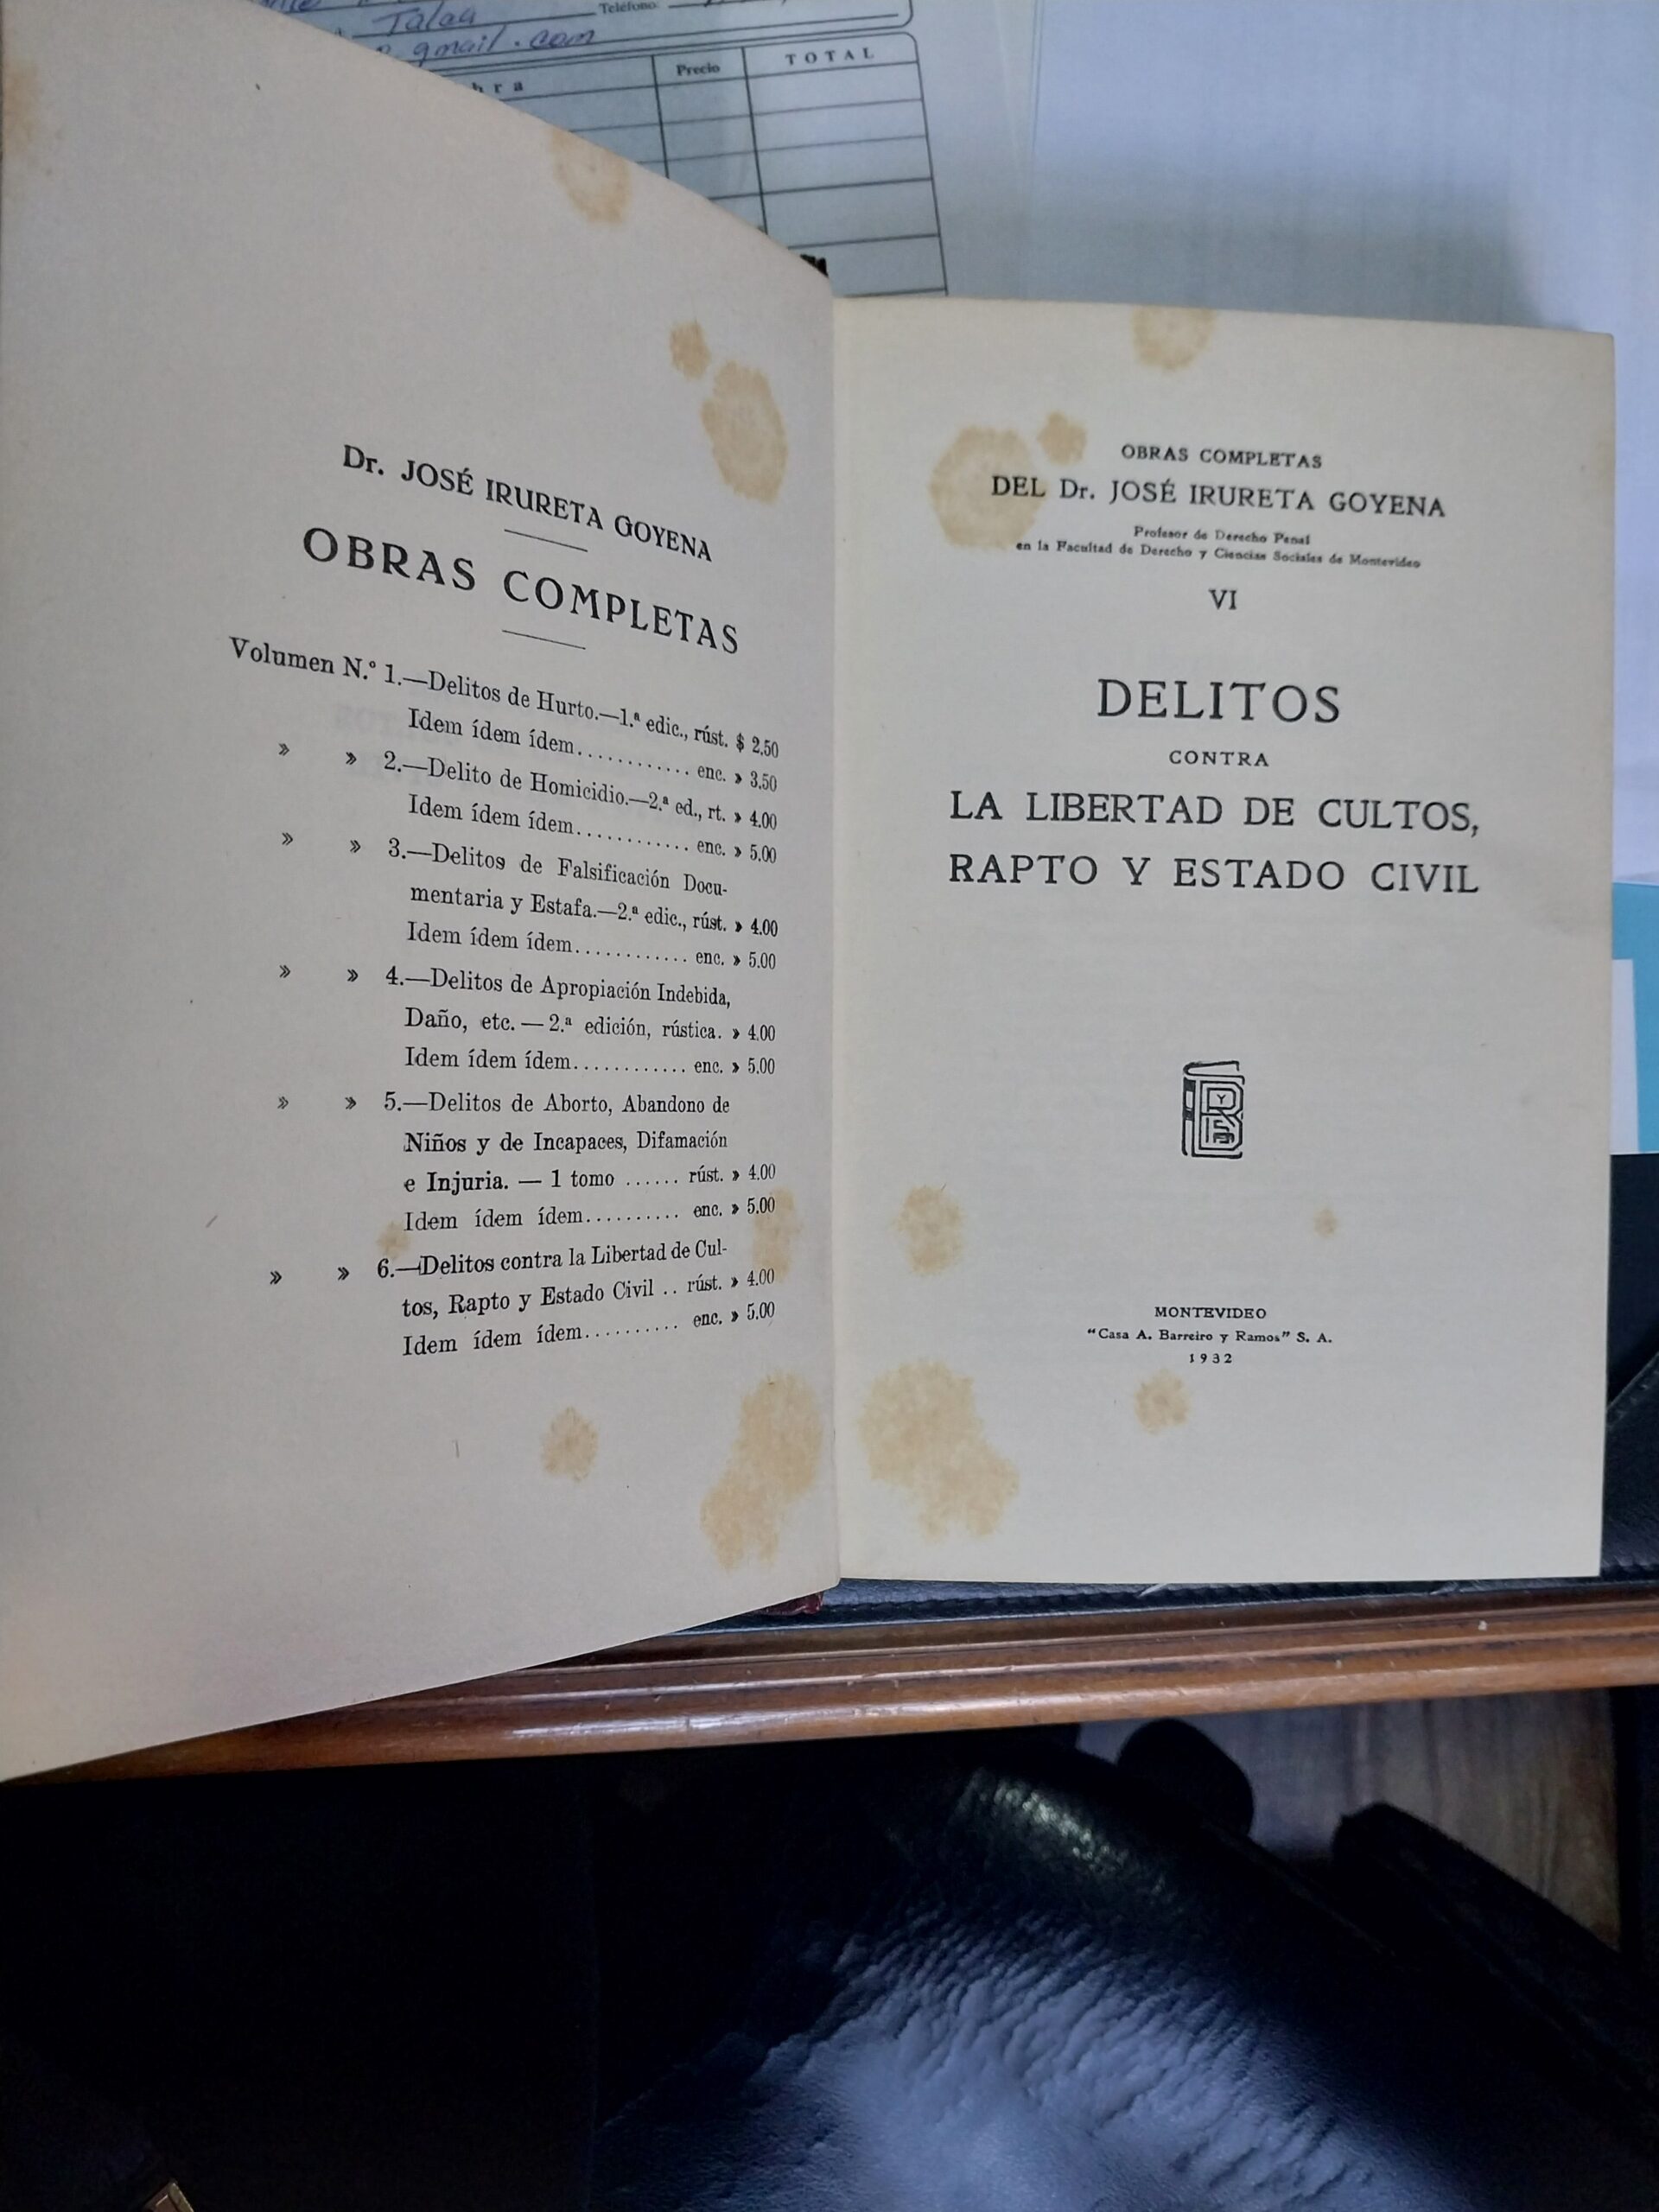 Talaa
Teléfono:
gmail.com
Precio
TOTAL
Dr. JOSÉ IRURETA GOYENA
OBRAS COMPLETAS
Volumen N.º 1.—Delitos de Hurto.—1.ª edic., rúst. $ 2.50
Idem ídem ídem............ enc. » 3.50
» » 2.—Delito de Homicidio.—2.ª ed., rt. » 4.00
Idem ídem ídem............ enc. » 5.00
» » 3.—Delitos de Falsificación Docu-
mentaria y Estafa.—2.ª edic., rúst. » 4.00
Idem ídem ídem............ enc. » 5.00
» » 4.—Delitos de Apropiación Indebida,
Daño, etc. — 2.ª edición, rústica. » 4.00
Idem ídem ídem............ enc. » 5.00
» » 5.—Delitos de Aborto, Abandono de
Niños y de Incapaces, Difamación
e Injuria. — 1 tomo ...... rúst. » 4.00
Idem ídem ídem.......... enc. » 5.00
» » 6.—Delitos contra la Libertad de Cul-
tos, Rapto y Estado Civil .. rúst. » 4.00
Idem ídem ídem.......... enc. » 5.00
OBRAS COMPLETAS
DEL Dr. JOSÉ IRURETA GOYENA
Profesor de Derecho Penal
en la Facultad de Derecho y Ciencias Sociales de Montevideo
VI
DELITOS
CONTRA
LA LIBERTAD DE CULTOS,
RAPTO Y ESTADO CIVIL
MONTEVIDEO
"Casa A. Barreiro y Ramos" S. A.
1932